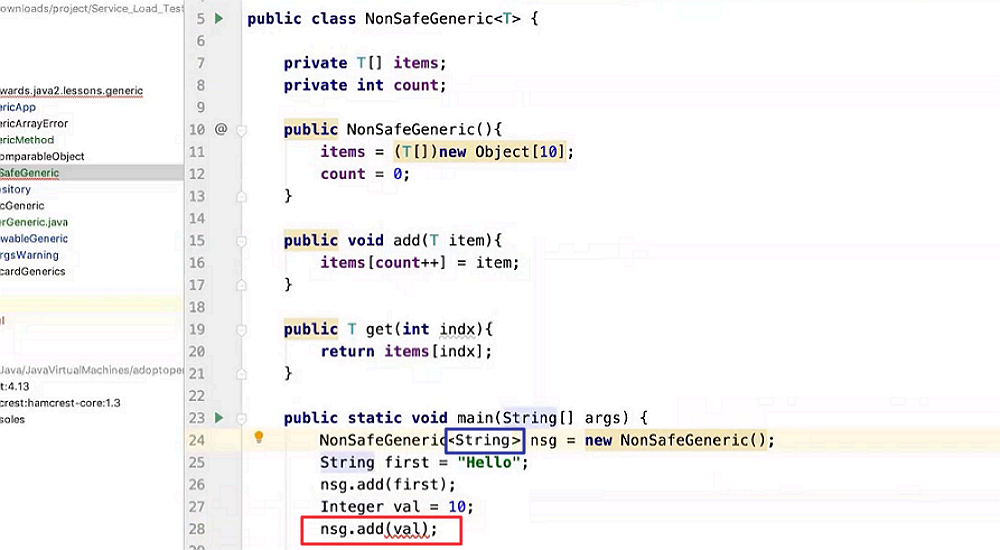 ownloads/project/Service_Load_Test
wards.java2.lessons.generic
ericApp
ericArrayError
ericMethod
omparableObject
SafeGeneric
sitory
icGeneric
erGeneric.java
wableGeneric
rgsWarning
cardGenerics
al
Java/JavaVirtualMachines/adoptoper
t:4.13
crest:hamcrest-core:1.3
soles
5 public class NonSafeGeneric<T> {
6
7 private T[] items;
8 private int count;
9
10 @ public NonSafeGeneric(){
11 items = (T[])new Object[10];
12 count = 0;
13 }
14
15 public void add(T item){
16 items[count++] = item;
17 }
18
19 public T get(int indx){
20 return items[indx];
21 }
22
23 public static void main(String[] args) {
24 NonSafeGeneric<String> nsg = new NonSafeGeneric();
25 String first = "Hello";
26 nsg.add(first);
27 Integer val = 10;
28 nsg.add(val);